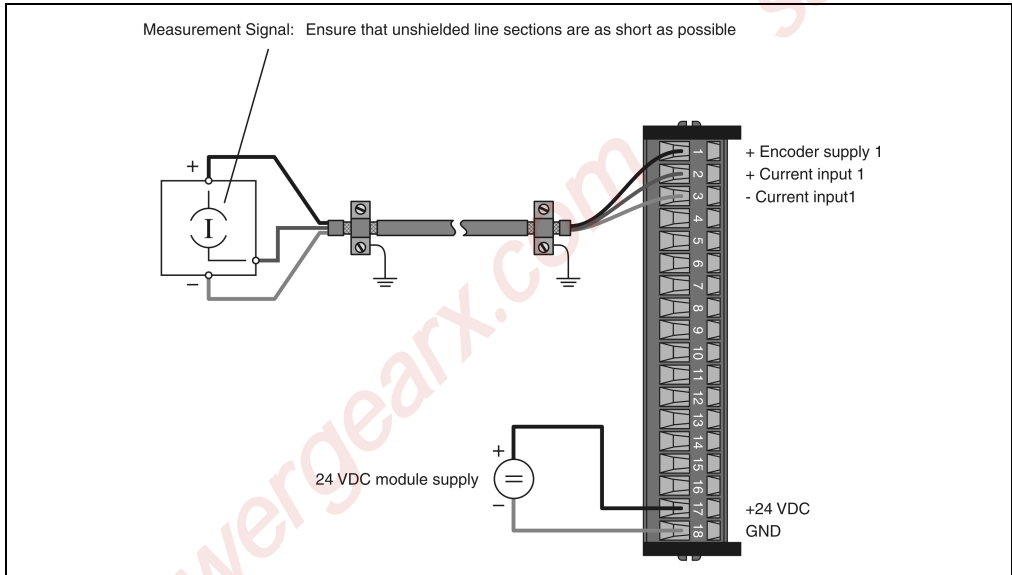 Measurement Signal: Ensure that unshielded line sections are as short as possible
+
I
−
1
2
3
4
5
6
7
8
9
10
11
12
13
14
15
16
17
18
+ Encoder supply 1
+ Current input 1
- Current input1
+
24 VDC module supply
=
−
+24 VDC
GND
wergearx.com